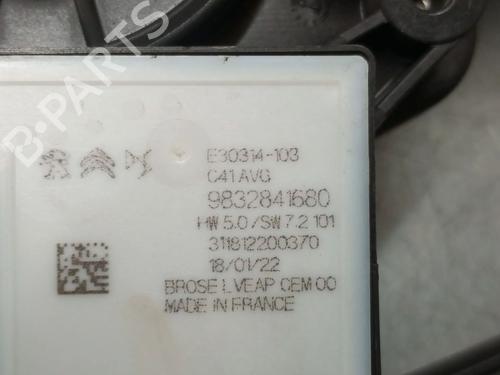 B-PARTS
E30314-103
C41 AVG
9832841680
HW 5.0 / SW 7.2 101
311812200370
18/01/22
BROSE L VEAP CEM 00
MADE IN FRANCE